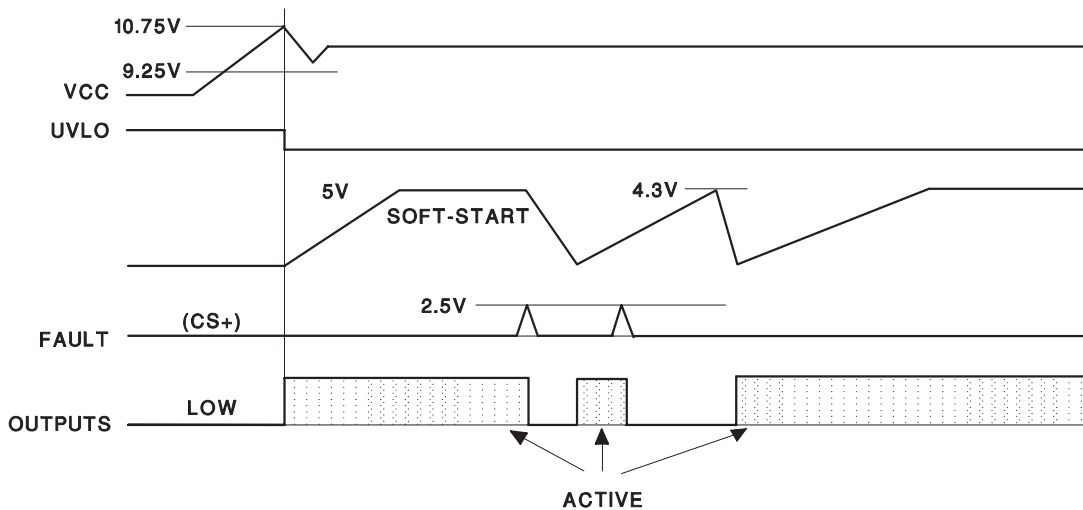 10.75V
9.25V
VCC
UVLO
5V
4.3V
SOFT-START
2.5V
(CS+)
FAULT
LOW
OUTPUTS
ACTIVE